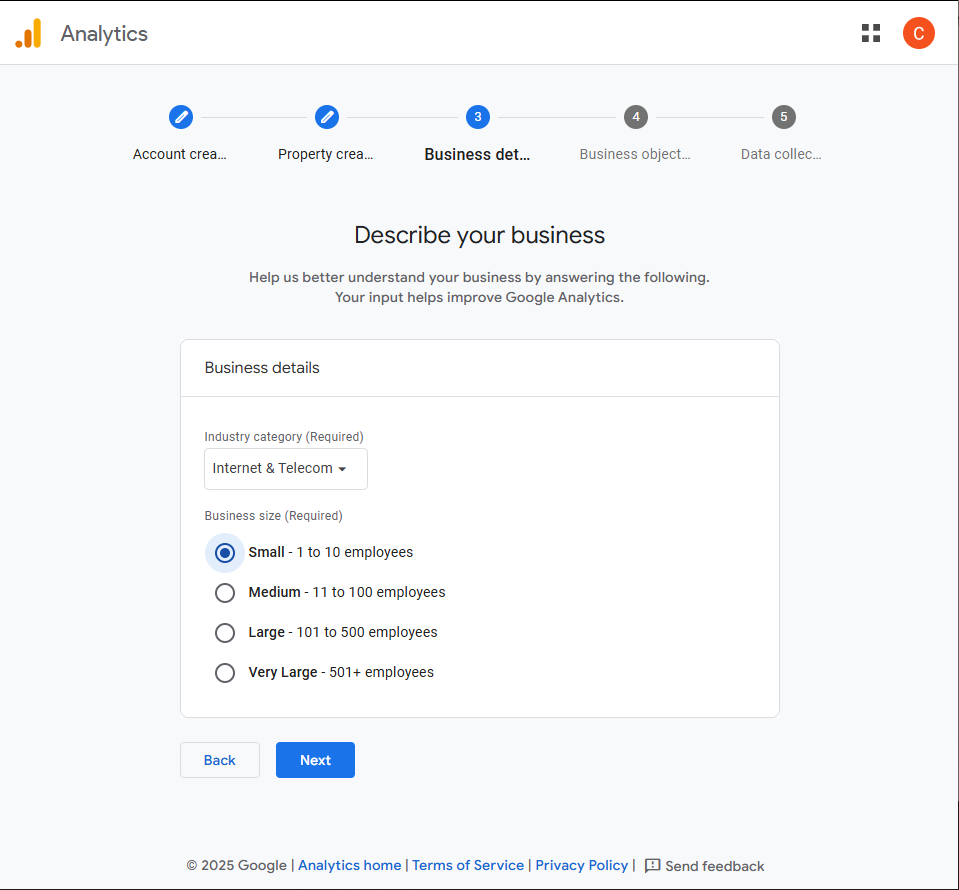 Analytics
C
3
4
5
Account crea...
Property crea...
Business det...
Business object...
Data collec...
Describe your business
Help us better understand your business by answering the following.
Your input helps improve Google Analytics.
Business details
Industry category (Required)
Internet & Telecom
Business size (Required)
Small - 1 to 10 employees
Medium - 11 to 100 employees
Large - 101 to 500 employees
Very Large - 501+ employees
Back
Next
© 2025 Google | Analytics home | Terms of Service | Privacy Policy | Send feedback